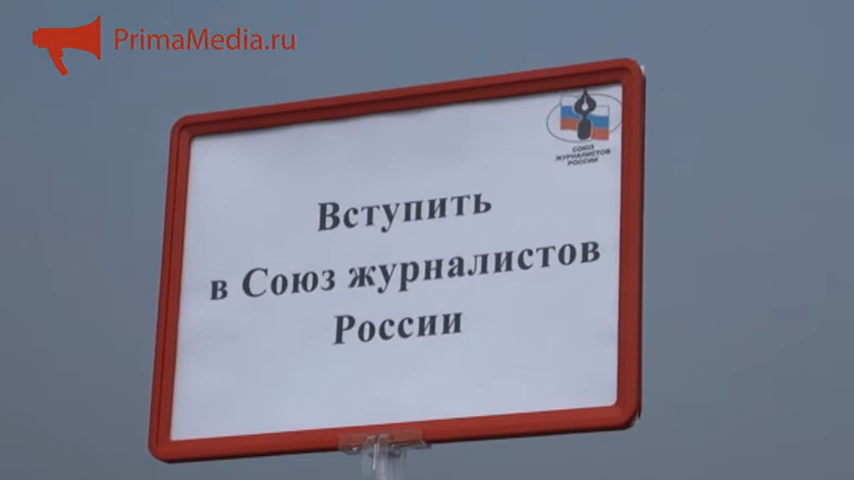 PrimaMedia.ru
СОЮЗ
ЖУРНАЛИСТОВ
РОССИИ
Вступить
в Союз журналистов
России